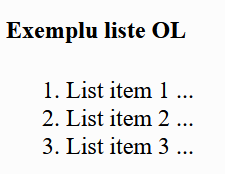 Exemplu liste OL
1. List item 1 ...
2. List item 2 ...
3. List item 3 ...